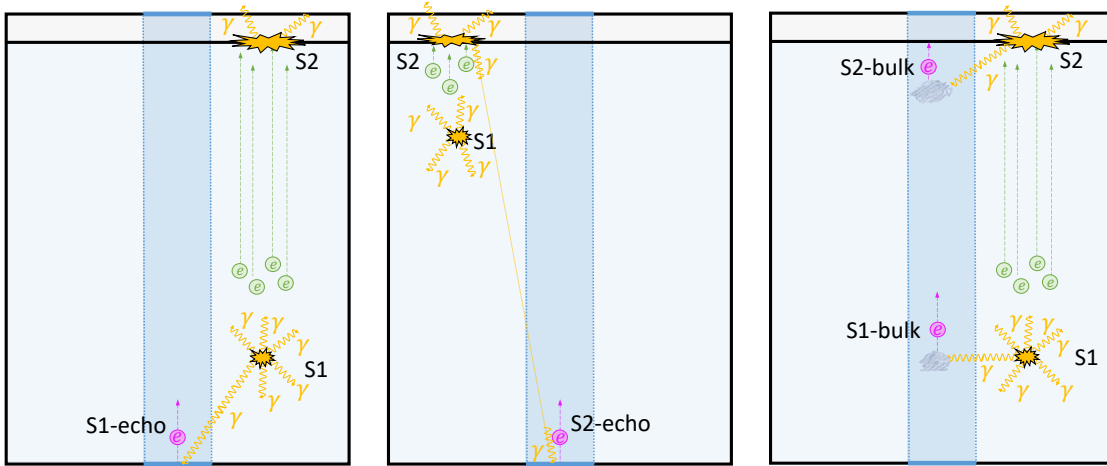 γ γ
S2
e e e e
γ γ
γ
S1
γ γ
γ
S1-echo e
γ
γ
S2
e e e
γ γ
S1
γ γ
S2-echo
e
γ
γ γ
S2
S2-bulk e
γ
e e e e
S1-bulk e
γ γ
γ
S1
γ
γ γ γ